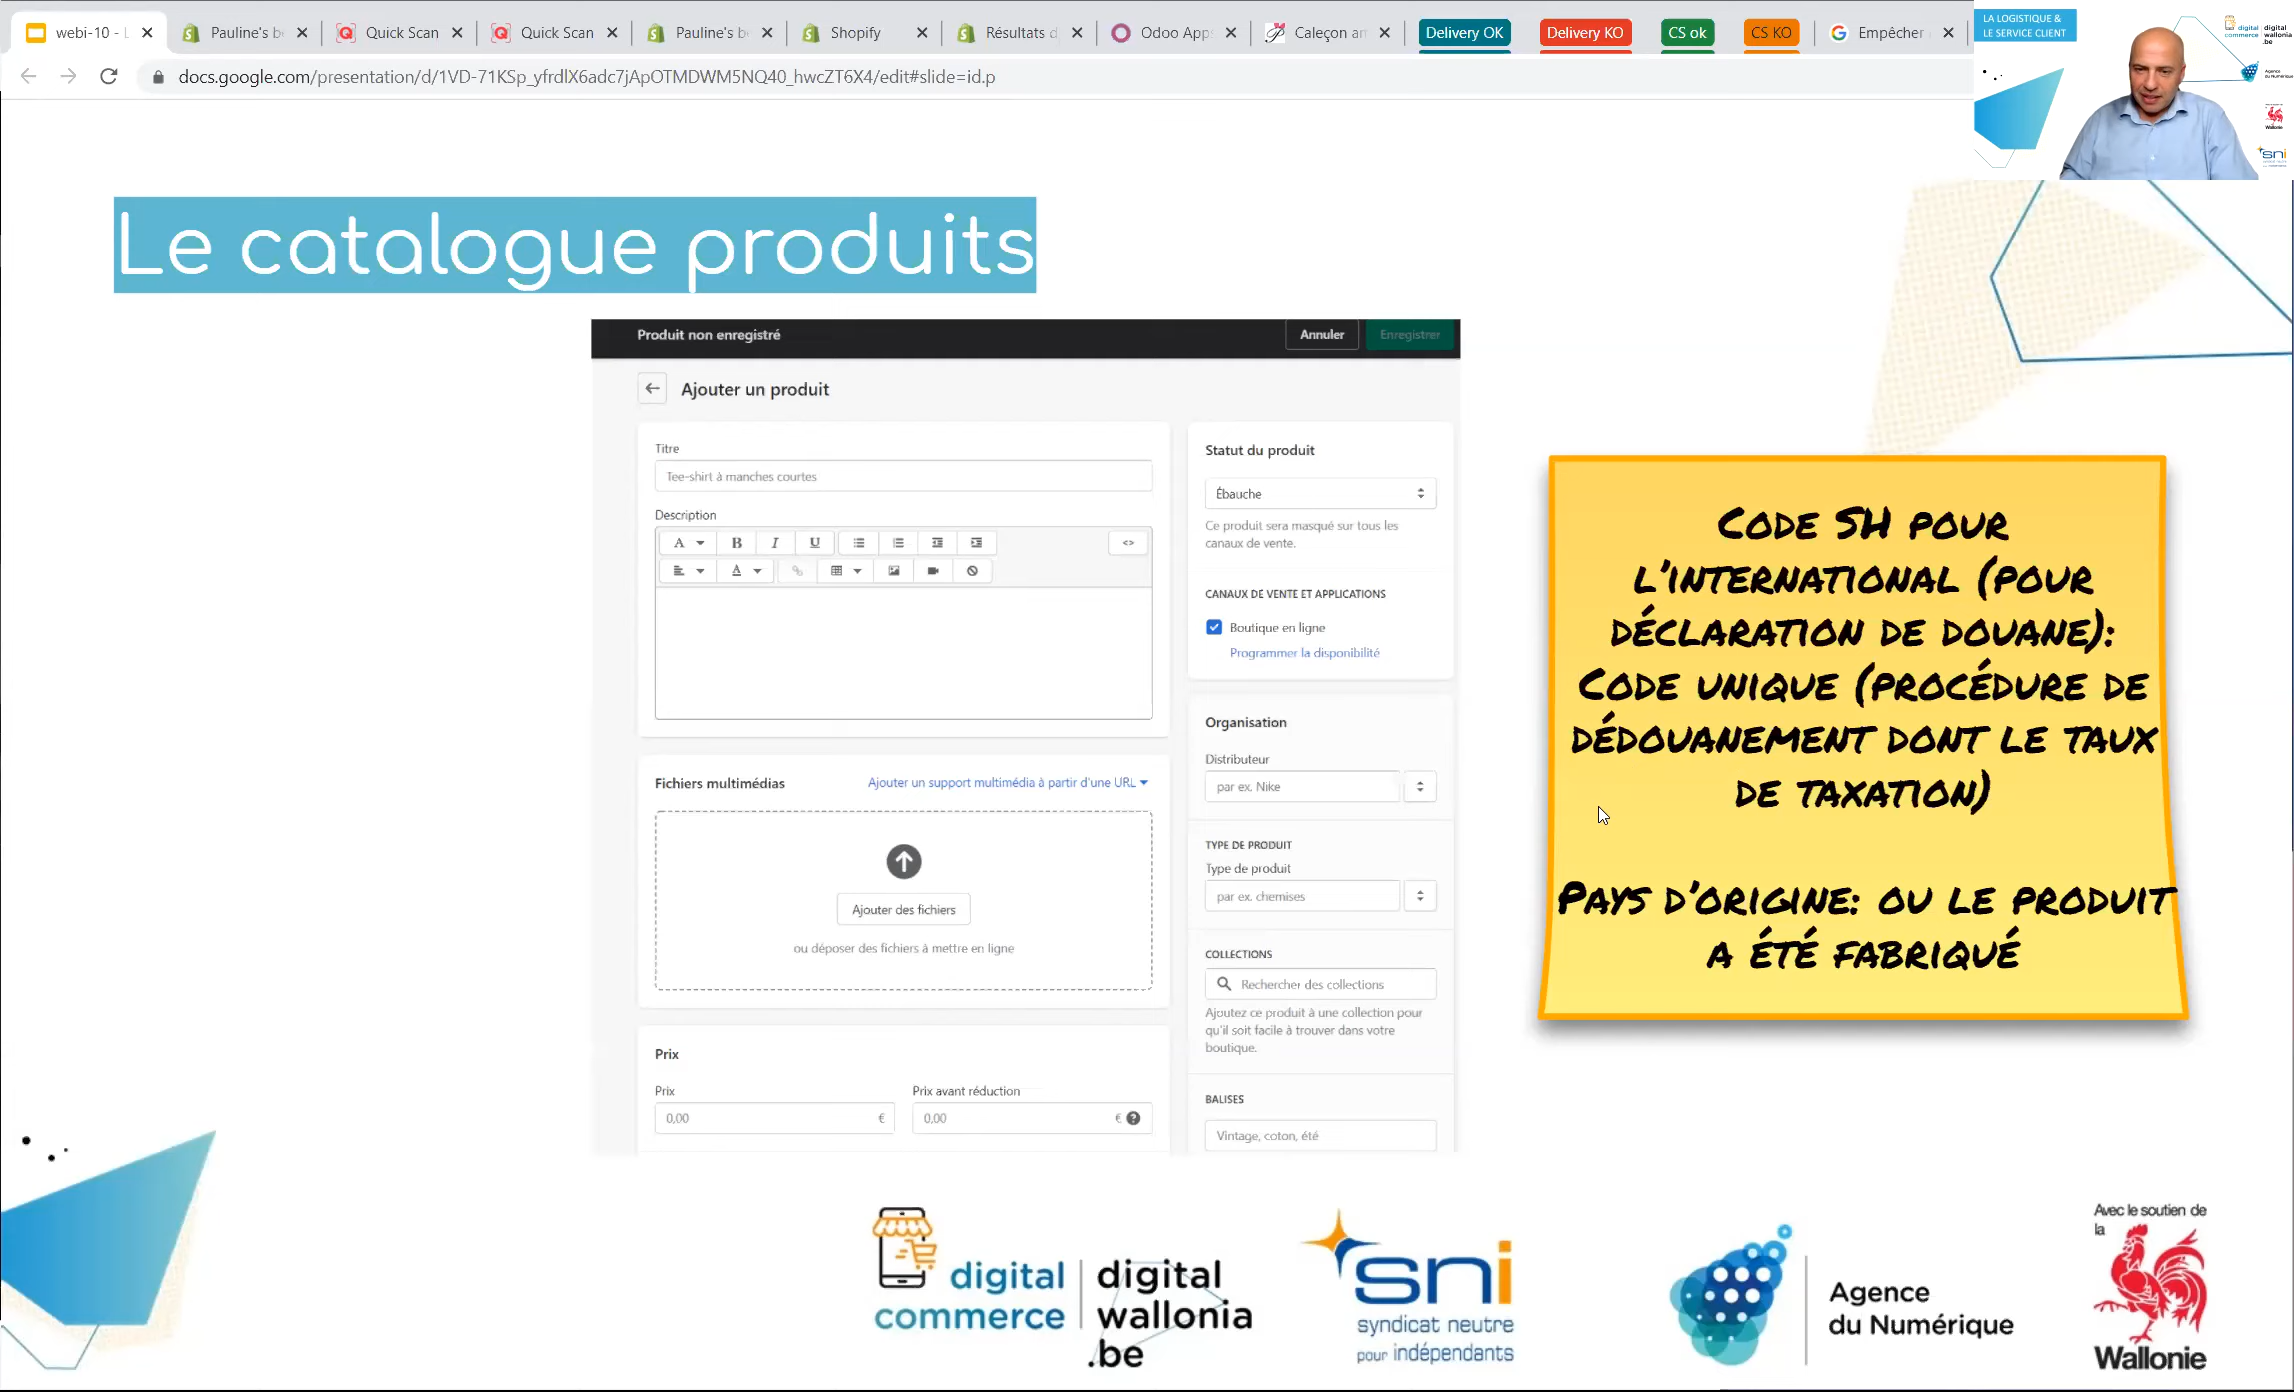 webi-10 - L
Pauline's b
Quick Scan
Quick Scan
Pauline's b
Shopify
Résultats d
Odoo Apps
Caleçon an
Delivery OK
Delivery KO
CS ok
CS KO
Empêcher
docs.google.com/presentation/d/1VD-71KSp_yfrdlX6adc7jApOTMDWM5NQ40_hwcZT6X4/edit#slide=id.p
LA LOGISTIQUE &
LE SERVICE CLIENT
Le catalogue produits
Produit non enregistré
Annuler
Enregistrer
Ajouter un produit
Titre
Tee-shirt à manches courtes
Description
A
B
I
U
A
<>
Fichiers multimédias
Ajouter un support multimédia à partir d'une URL
Ajouter des fichiers
ou déposer des fichiers à mettre en ligne
Prix
Prix
0,00 €
Prix avant réduction
0,00 €
Statut du produit
Ébauche
Ce produit sera masqué sur tous les
canaux de vente.
CANAUX DE VENTE ET APPLICATIONS
Boutique en ligne
Programmer la disponibilité
Organisation
Distributeur
par ex. Nike
TYPE DE PRODUIT
Type de produit
par ex. chemises
COLLECTIONS
Rechercher des collections
Ajoutez ce produit à une collection pour
qu'il soit facile à trouver dans votre
boutique.
BALISES
Vintage, coton, été
Code SH pour
l'international (pour
déclaration de douane):
Code unique (procédure de
dédouanement dont le taux
de taxation)
Pays d'origine: ou le produit
a été fabriqué
digital
commerce
digital
wallonia
.be
sni
syndicat neutre
pour indépendants
Agence
du Numérique
Avec le soutien de
la
Wallonie